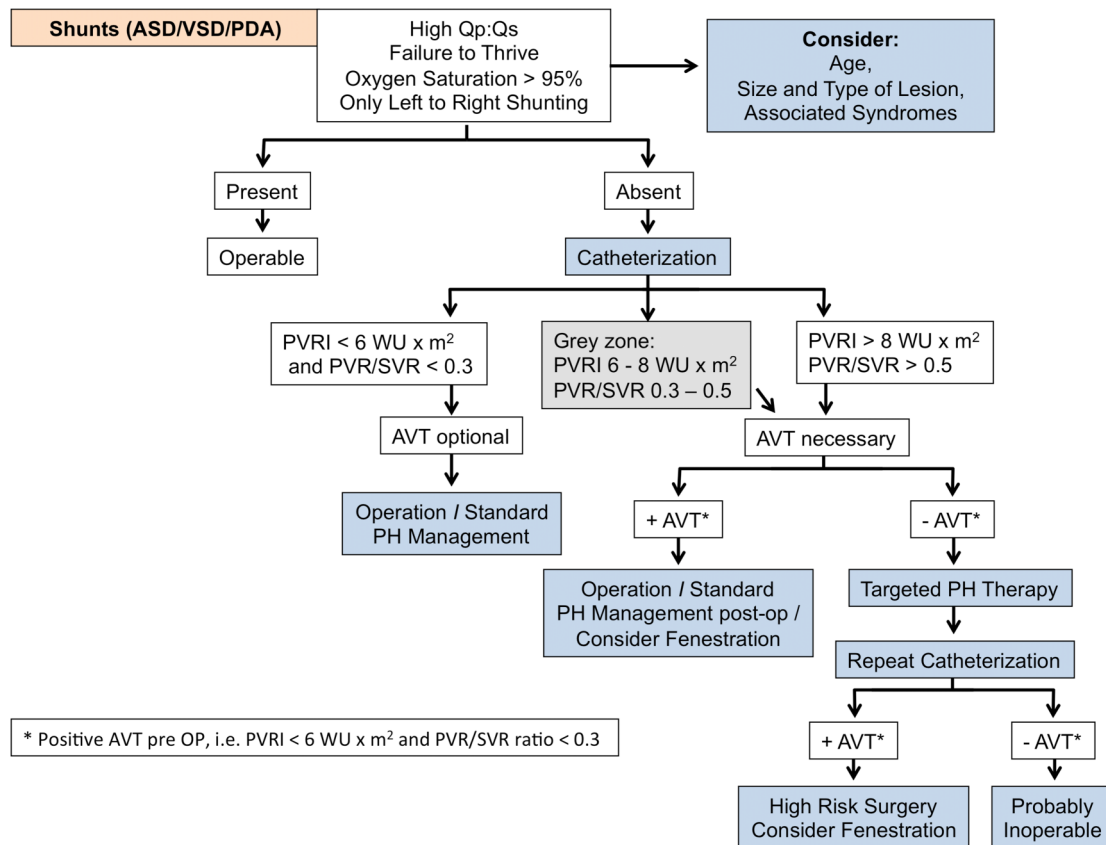 Shunts (ASD/VSD/PDA)
High Qp:Qs
Failure to Thrive
Oxygen Saturation > 95%
Only Left to Right Shunting
Consider:
Age,
Size and Type of Lesion,
Associated Syndromes
Present
Absent
Operable
Catheterization
PVRI < 6 WU x m²
and PVR/SVR < 0.3
Grey zone:
PVRI 6 - 8 WU x m²
PVR/SVR 0.3 – 0.5
PVRI > 8 WU x m²
PVR/SVR > 0.5
AVT optional
AVT necessary
Operation / Standard
PH Management
+ AVT*
- AVT*
Operation / Standard
PH Management post-op /
Consider Fenestration
Targeted PH Therapy
Repeat Catheterization
* Positive AVT pre OP, i.e. PVRI < 6 WU x m² and PVR/SVR ratio < 0.3
+ AVT*
- AVT*
High Risk Surgery
Consider Fenestration
Probably
Inoperable